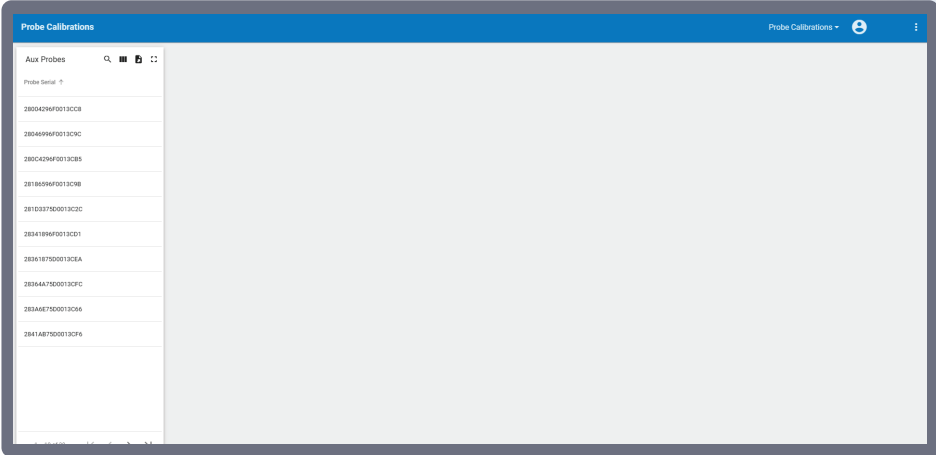 Probe Calibrations
Probe Calibrations
Aux Probes
Probe Serial
28004296F0013CC8
28046996F0013C9C
280C4296F0013CB5
28186596F0013C9B
281D3375D0013C2C
28341896F0013CD1
28361875D0013CEA
28364A75D0013CFC
283A6E75D0013C66
2841AB75D0013CF6